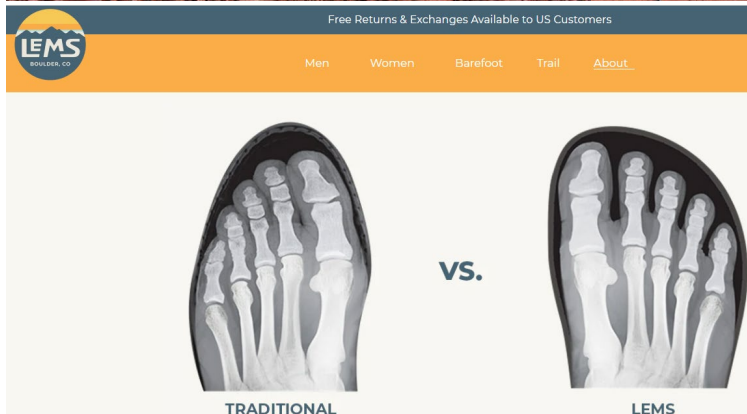 Free Returns & Exchanges Available to US Customers
LEMS
BOULDER, CO
Men Women Barefoot Trail About
VS.
TRADITIONAL LEMS